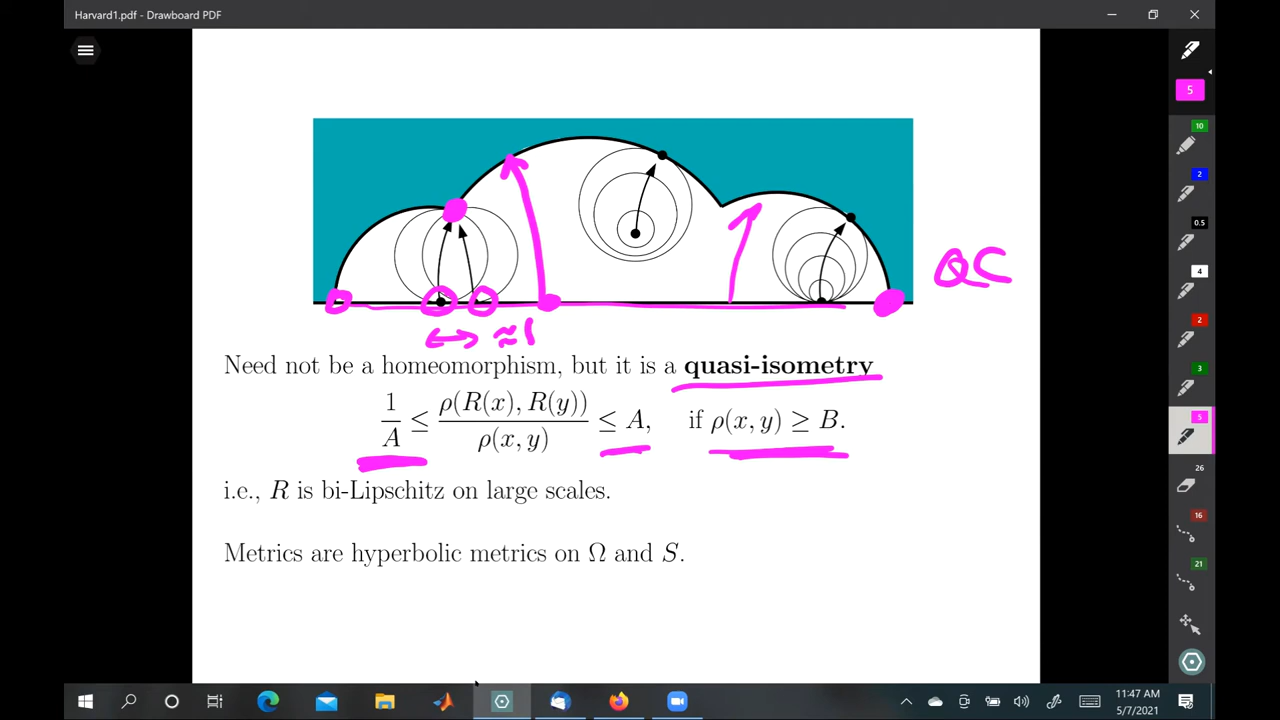 Harvard1.pdf - Drawboard PDF
5
10
2
0.5
4
2
3
5
26
16
21
QC
≈1
Need not be a homeomorphism, but it is a quasi-isometry
1/A ≤ ρ(R(x), R(y))/ρ(x, y) ≤ A, if ρ(x, y) ≥ B.
i.e., R is bi-Lipschitz on large scales.
Metrics are hyperbolic metrics on Ω and S.
11:47 AM
5/7/2021